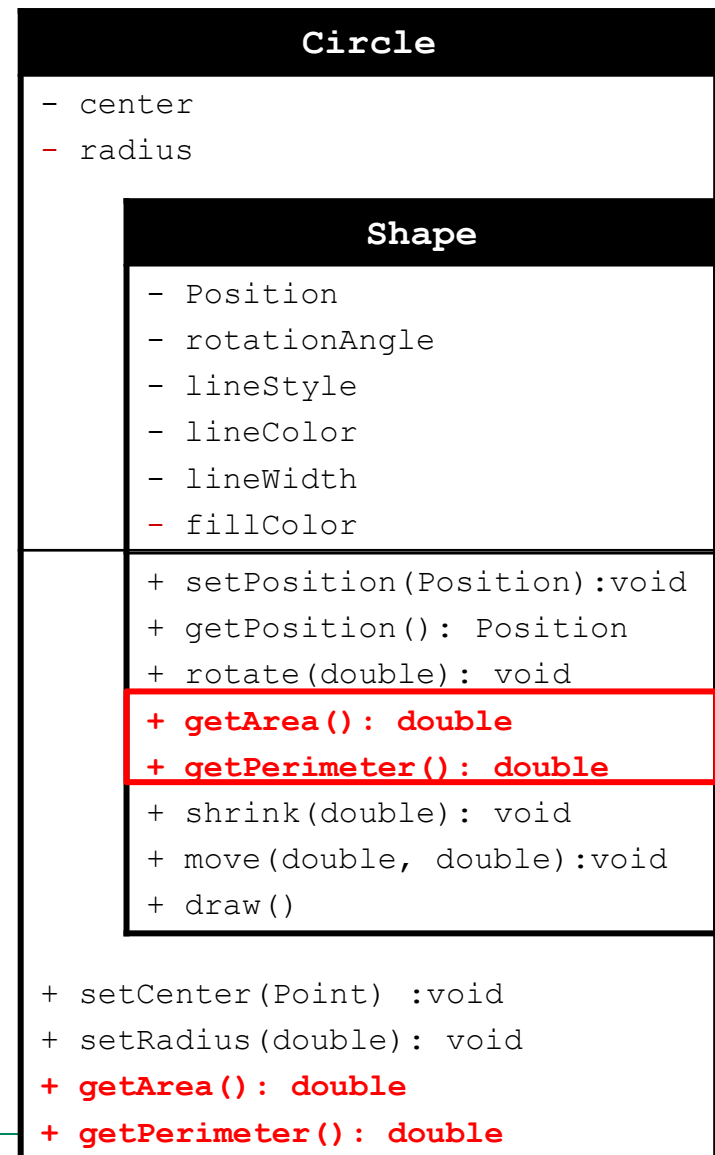 Circle
- center
- radius
Shape
- Position
- rotationAngle
- lineStyle
- lineColor
- lineWidth
- fillColor
+ setPosition(Position):void
+ getPosition(): Position
+ rotate(double): void
+ getArea(): double
+ getPerimeter(): double
+ shrink(double): void
+ move(double, double):void
+ draw()
+ setCenter(Point) :void
+ setRadius(double): void
+ getArea(): double
+ getPerimeter(): double